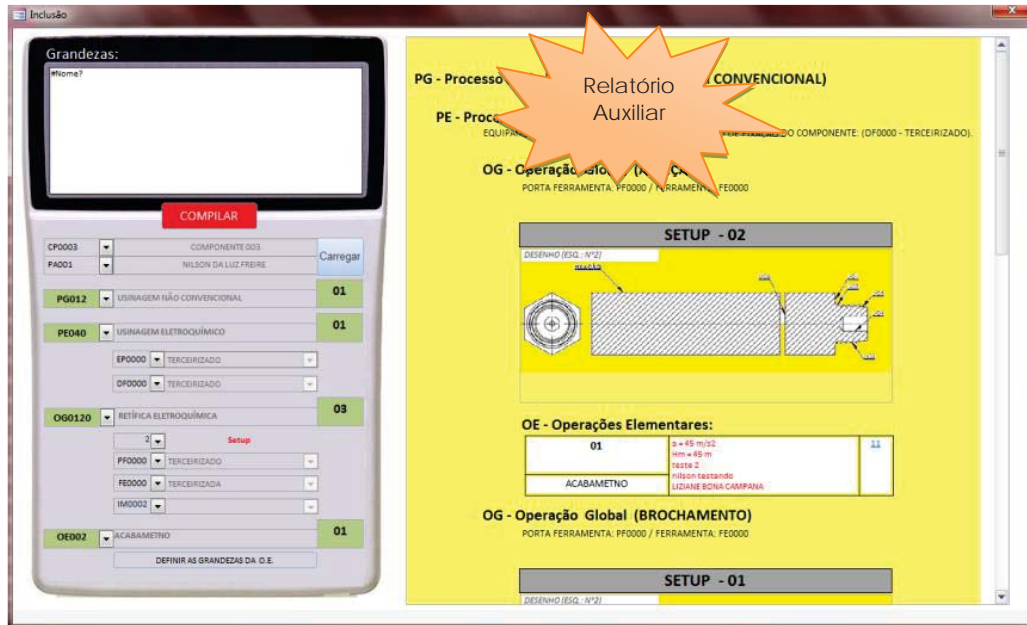 Inclusão
Grandezas:
#Nome?
COMPILAR
CP0003 COMPONENTE 003
PA001 NILSON DA LUZ FREIRE
Carregar
PG012 USINAGEM NÃO CONVENCIONAL 01
PE040 USINAGEM ELETROQUÍMICO 01
EP0000 TERCEIRIZADO
DF0000 TERCEIRIZADO
OG0120 RETÍFICA ELETROQUÍMICA 03
2 Setup
PF0000 TERCEIRIZADO
FE0000 TERCEIRIZADA
IM0002
OE002 ACABAMETNO 01
DEFINIR AS GRANDEZAS DA O.E.
Relatório
Auxiliar
PG - Processo CONVENCIONAL)
PE - Proc
DO COMPONENTE: (DF0000 - TERCEIRIZADO).
OG - Operação
PORTA FERRAMENTA: PF0000 / FERRAMENTA: FE0000
SETUP - 02
DESENHO (ESQ.: Nº2)
OE - Operações Elementares:
01
ACABAMETNO
a = 45 m/s2
Hm = 45 m
teste 2
nilson testando
LIZIANE BONA CAMPANA
11
OG - Operação Global (BROCHAMENTO)
PORTA FERRAMENTA: PF0000 / FERRAMENTA: FE0000
SETUP - 01
DESENHO (ESQ.: Nº2)